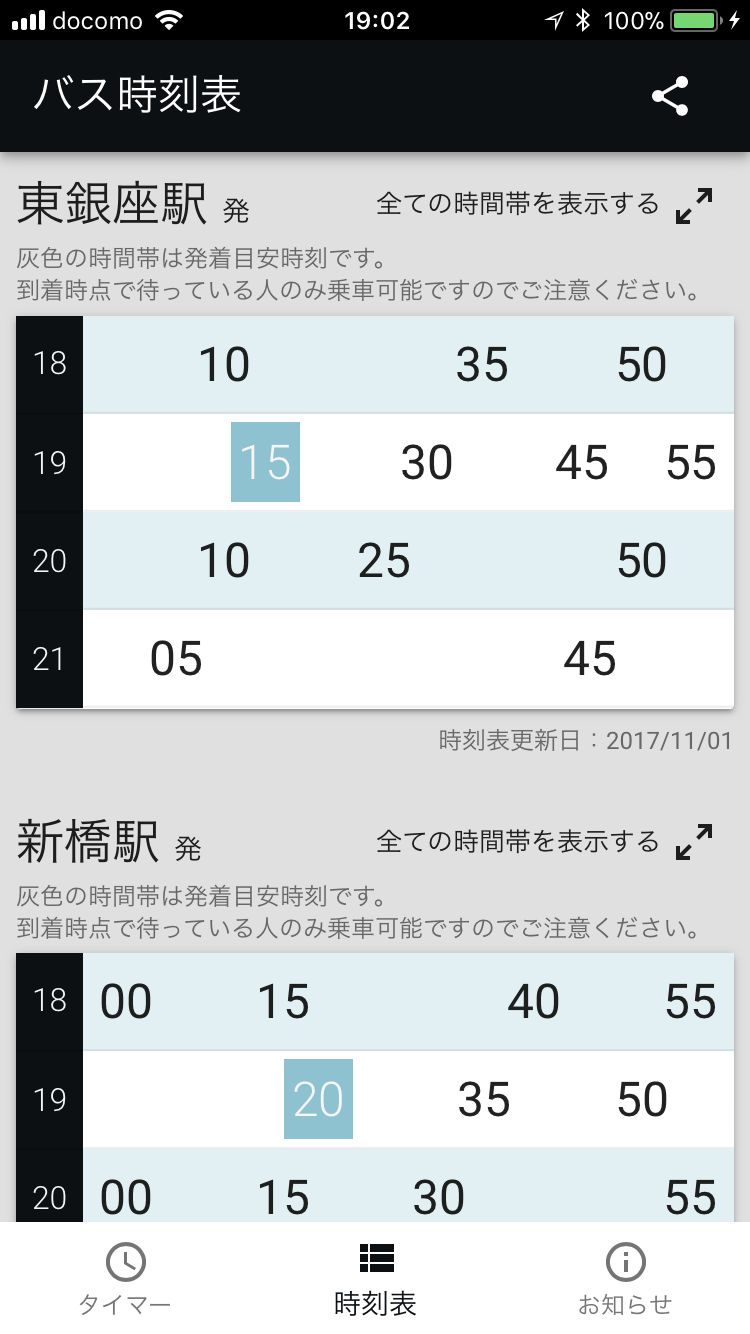 docomo 19:02 100%
バス時刻表
東銀座駅 発 全ての時間帯を表示する
灰色の時間帯は発着目安時刻です。
到着時点で待っている人のみ乗車可能ですのでご注意ください。
18 10 35 50
19 15 30 45 55
20 10 25 50
21 05 45
時刻表更新日：2017/11/01
新橋駅 発 全ての時間帯を表示する
灰色の時間帯は発着目安時刻です。
到着時点で待っている人のみ乗車可能ですのでご注意ください。
18 00 15 40 55
19 20 35 50
20 00 15 30 55
タイマー 時刻表 お知らせ